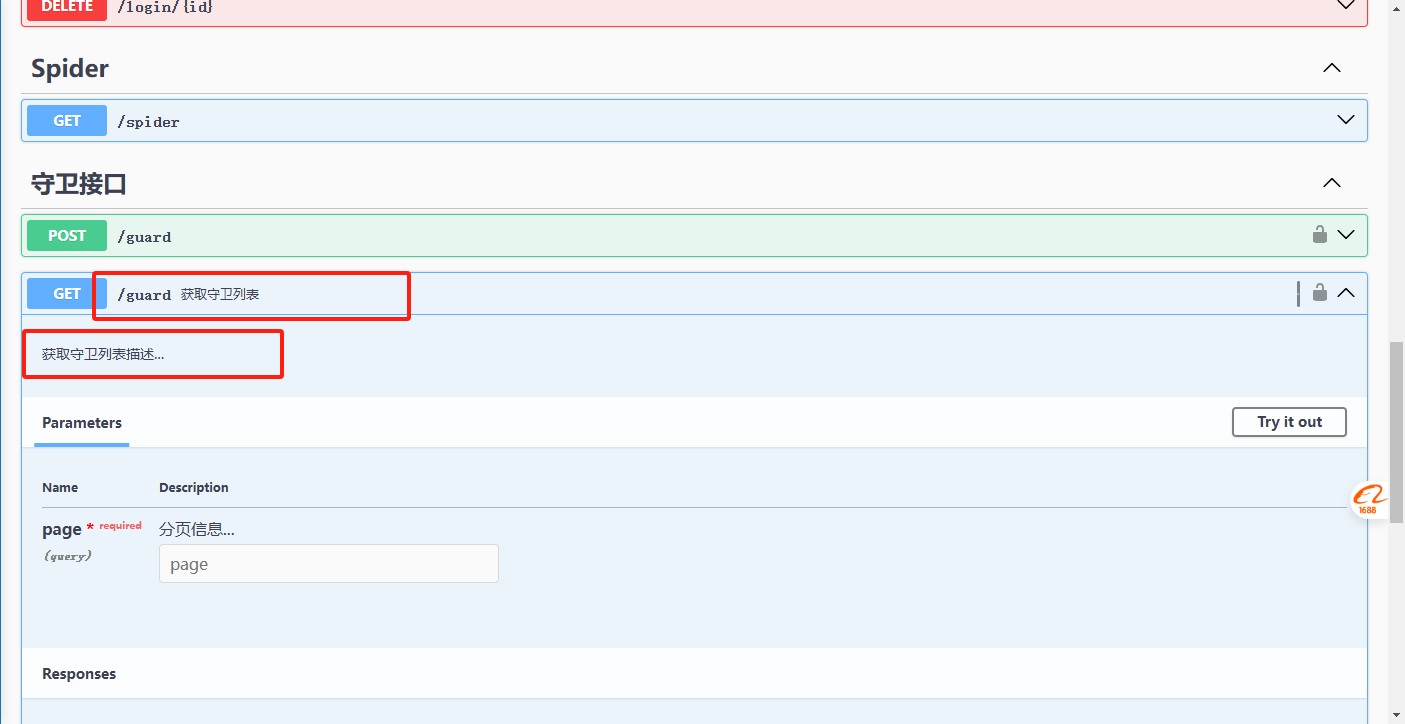 DELETE /login/{id}
Spider
GET /spider
守卫接口
POST /guard
GET /guard 获取守卫列表
获取守卫列表描述...
Parameters Try it out
Name Description
page * required 分页信息...
(query) page
1688
Responses